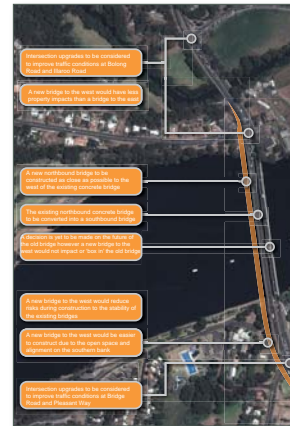 Intersection upgrades to be considered
to improve traffic conditions at Bolong
Road and Illaroo Road
A new bridge to the west would have less
property impacts than a bridge to the east
A new northbound bridge to be
constructed as close as possible to the
west of the existing concrete bridge
The existing northbound concrete bridge
to be converted into a southbound bridge
A decision is yet to be made on the future of
the old bridge however a new bridge to the
west would not impact or 'box in' the old bridge
A new bridge to the west would reduce
risks during construction to the stability of
the existing bridges
A new bridge to the west would be easier
to construct due to the open space and
alignment on the southern bank
Intersection upgrades to be considered
to improve traffic conditions at Bridge
Road and Pleasant Way